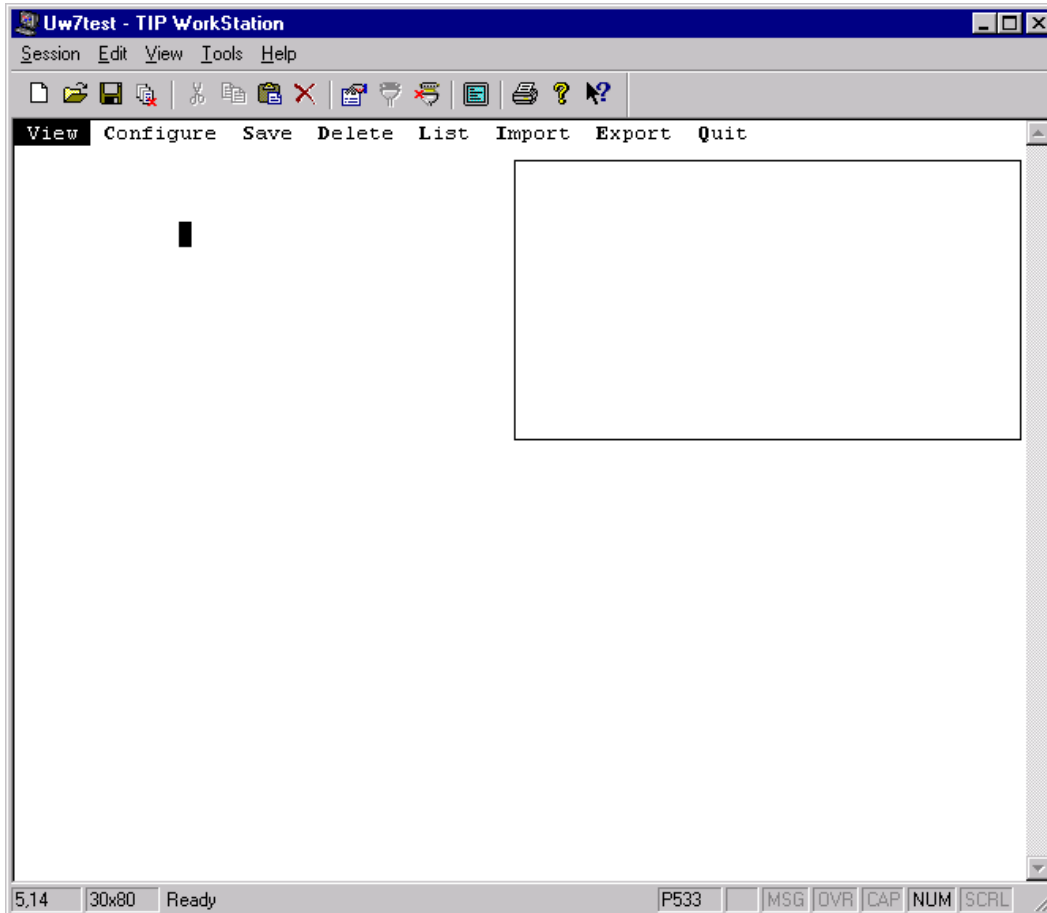 Uw7test - TIP WorkStation
Session Edit View Tools Help
View Configure Save Delete List Import Export Quit
5,14 30x80 Ready P533 MSG OVR CAP NUM SCRL